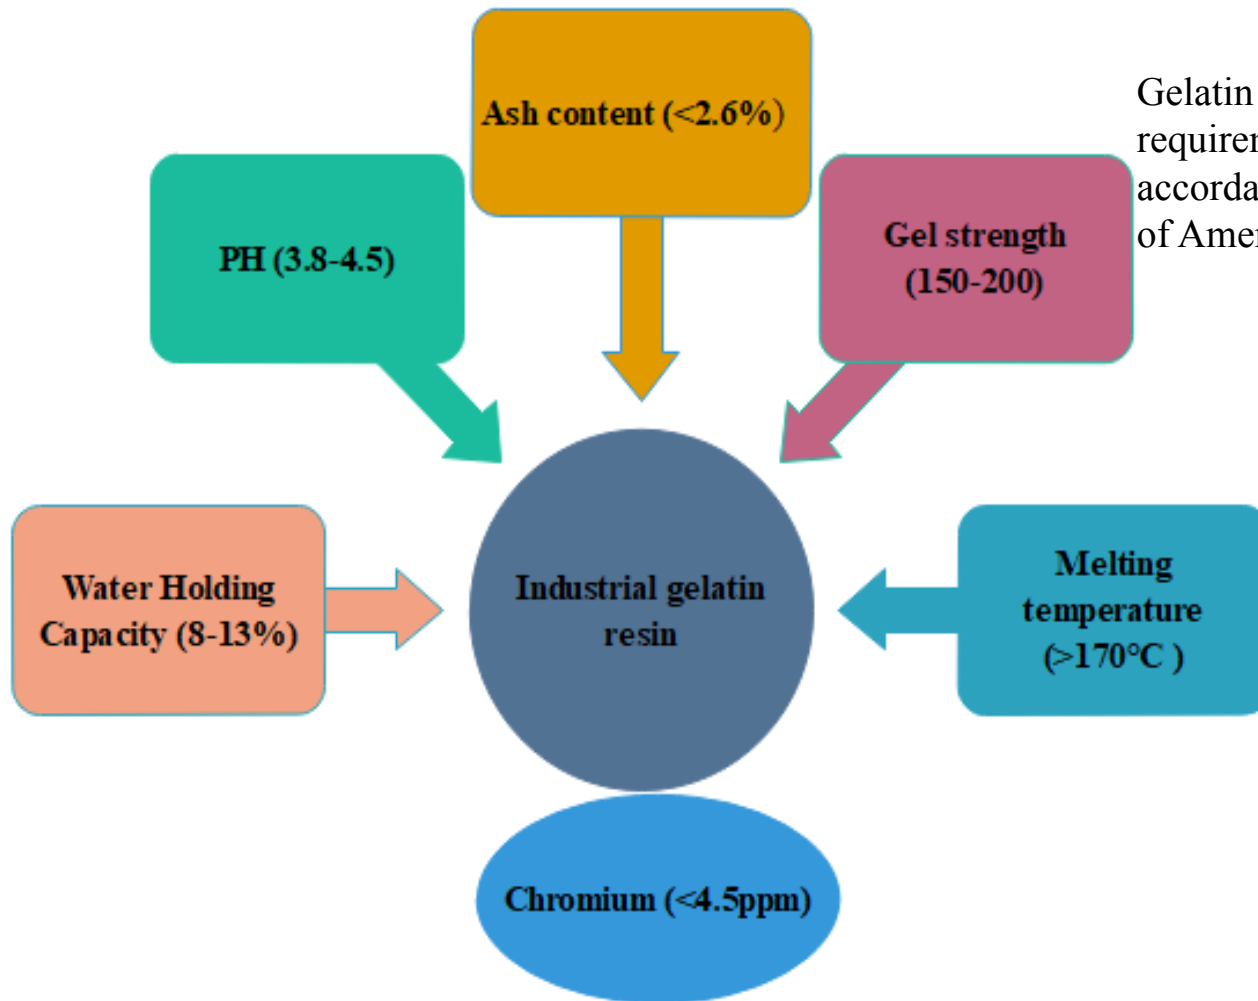 Ash content (<2.6%)
Gelatin
of
PH (3.8-4.5)
Gel strength
(150-200)
Water Holding
Capacity (8-13%)
Industrial gelatin
resin
Melting
temperature
(>170°C )
Chromium (<4.5ppm)